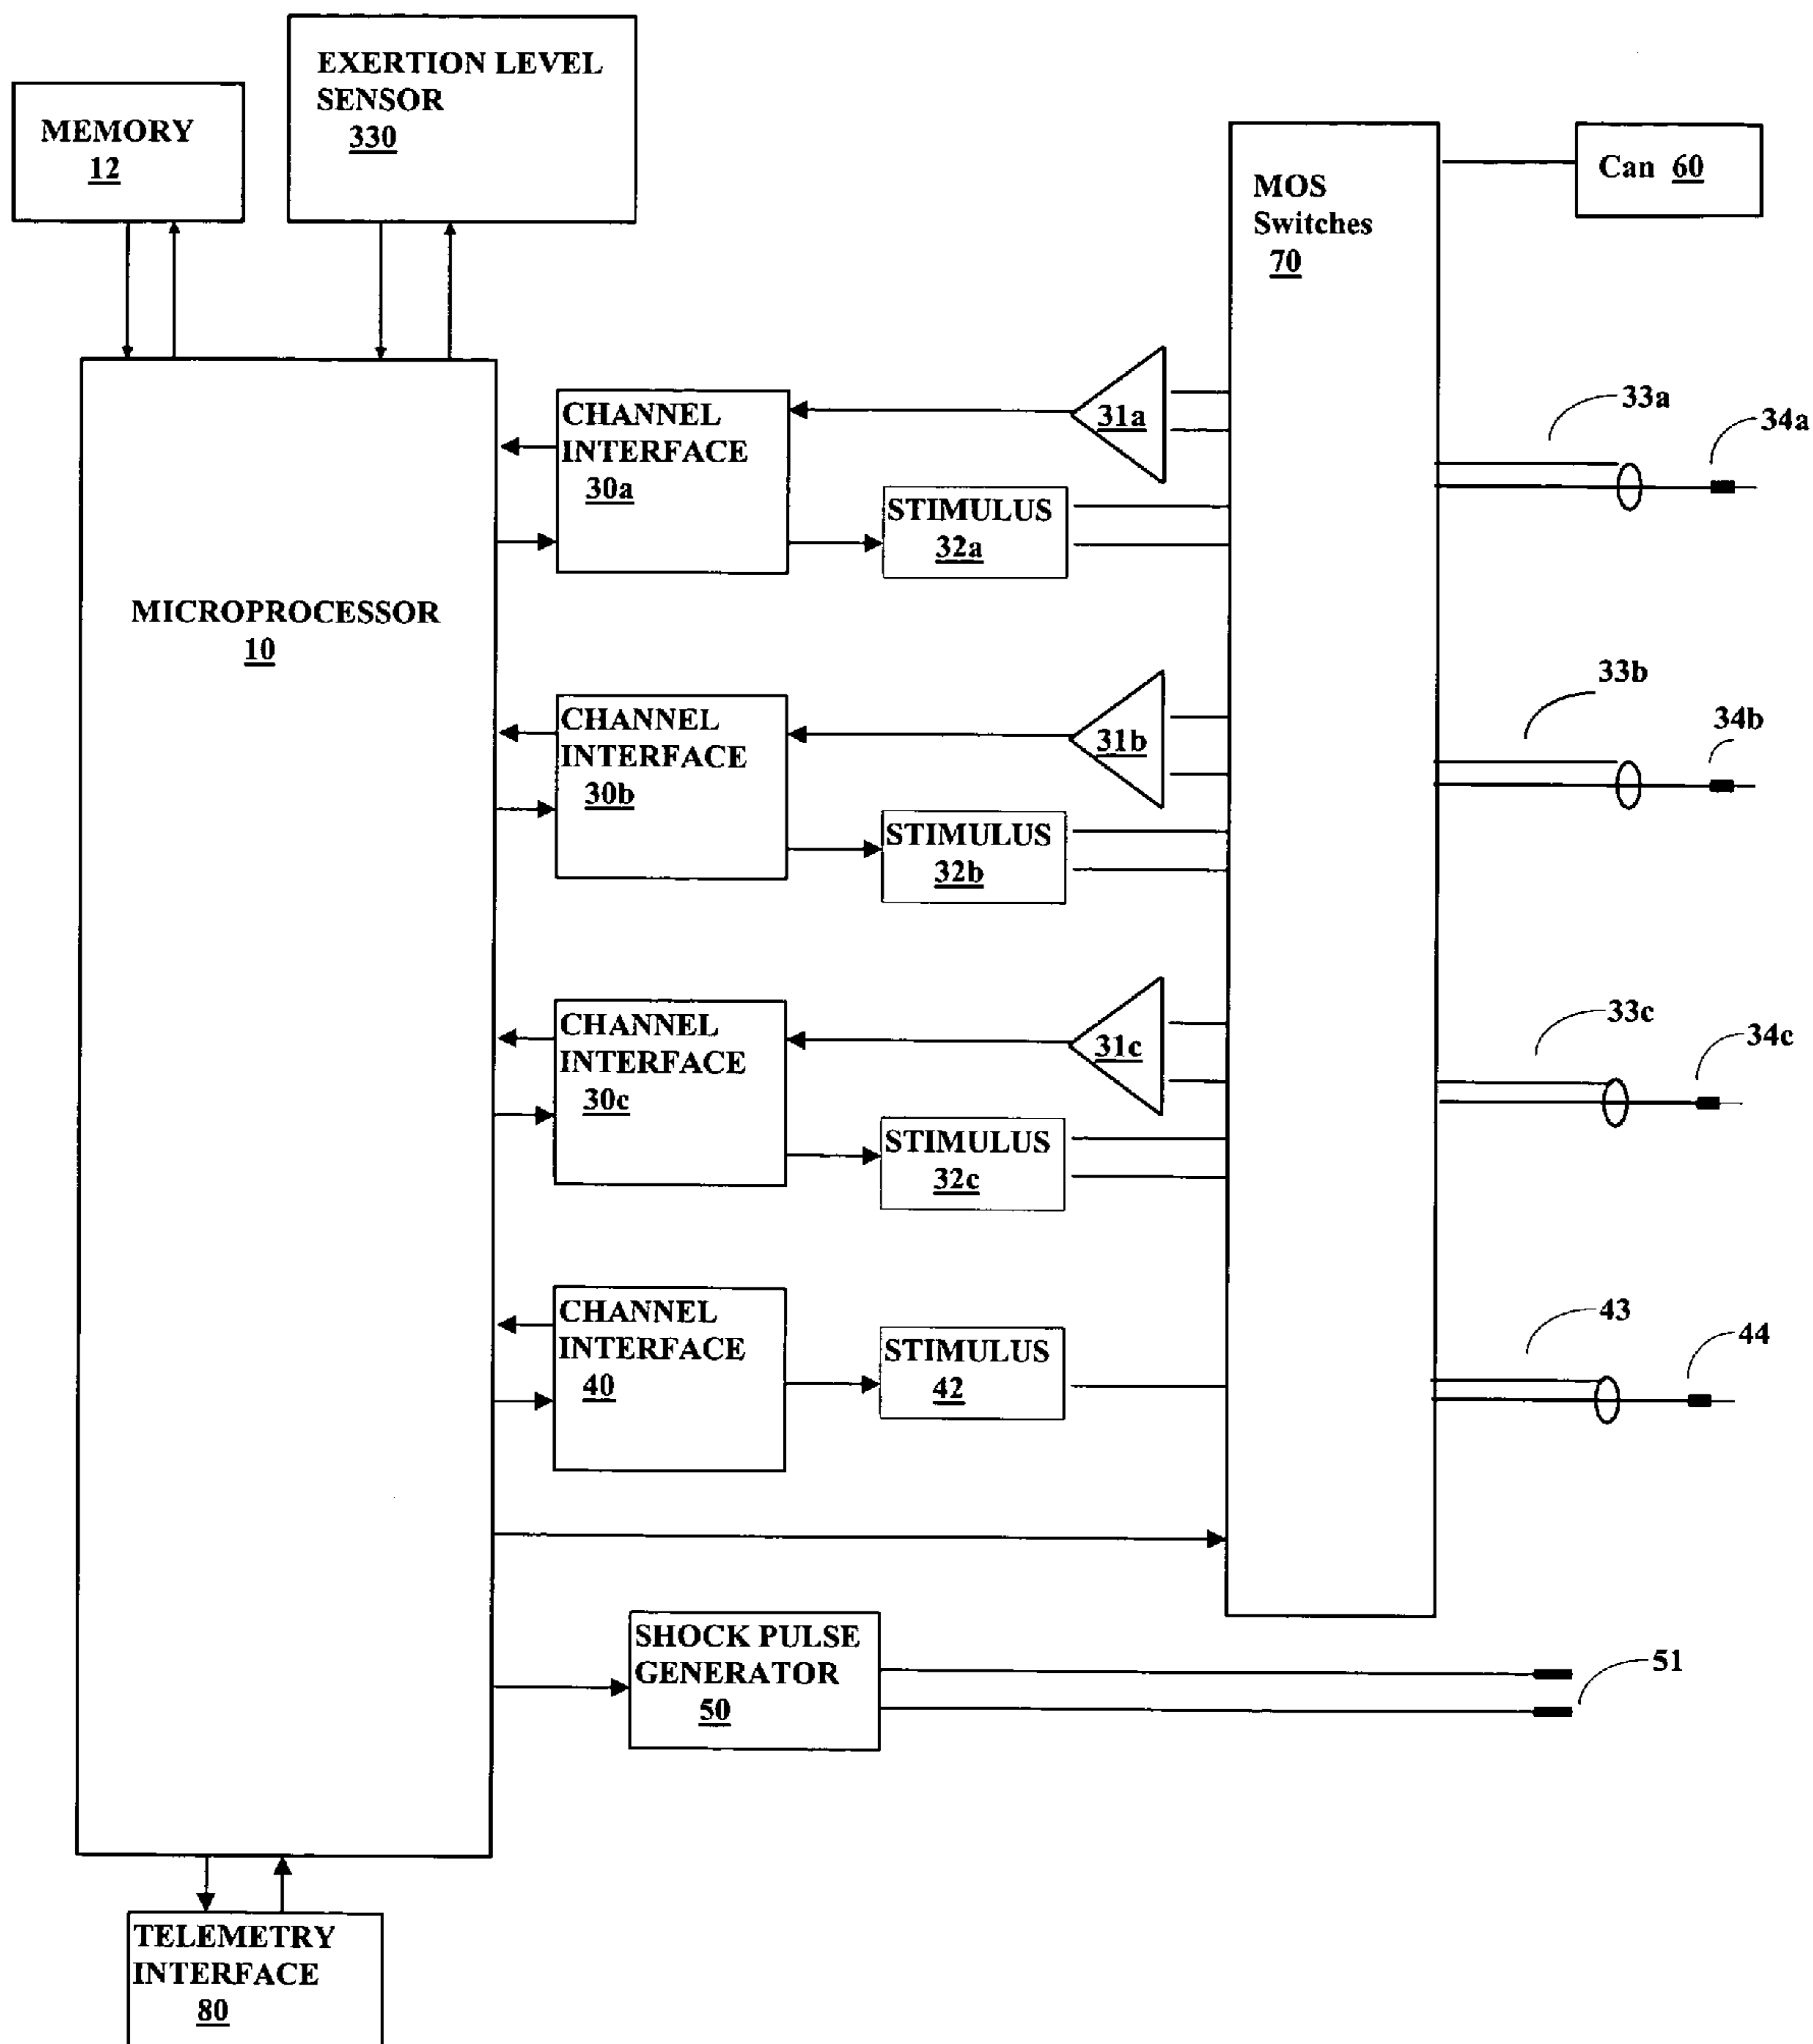 EXERTION LEVEL
SENSOR
330
MEMORY
12
Can 60
MOS
Switches
70
CHANNEL
INTERFACE
30a
31a
33a
34a
STIMULUS
32a
MICROPROCESSOR
10
CHANNEL
INTERFACE
30b
31b
33b
34b
STIMULUS
32b
CHANNEL
INTERFACE
30c
31c
33c
34c
STIMULUS
32c
CHANNEL
INTERFACE
40
STIMULUS
42
43
44
SHOCK PULSE
GENERATOR
50
51
TELEMETRY
INTERFACE
80